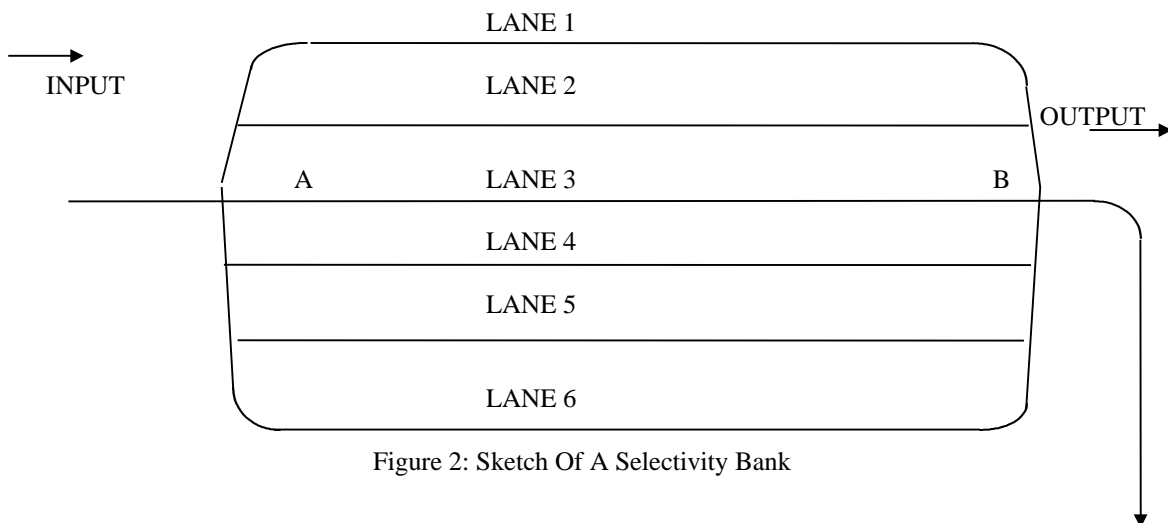 LANE 1
INPUT
LANE 2
OUTPUT
A LANE 3 B
LANE 4
LANE 5
LANE 6
Figure 2: Sketch Of A Selectivity Bank